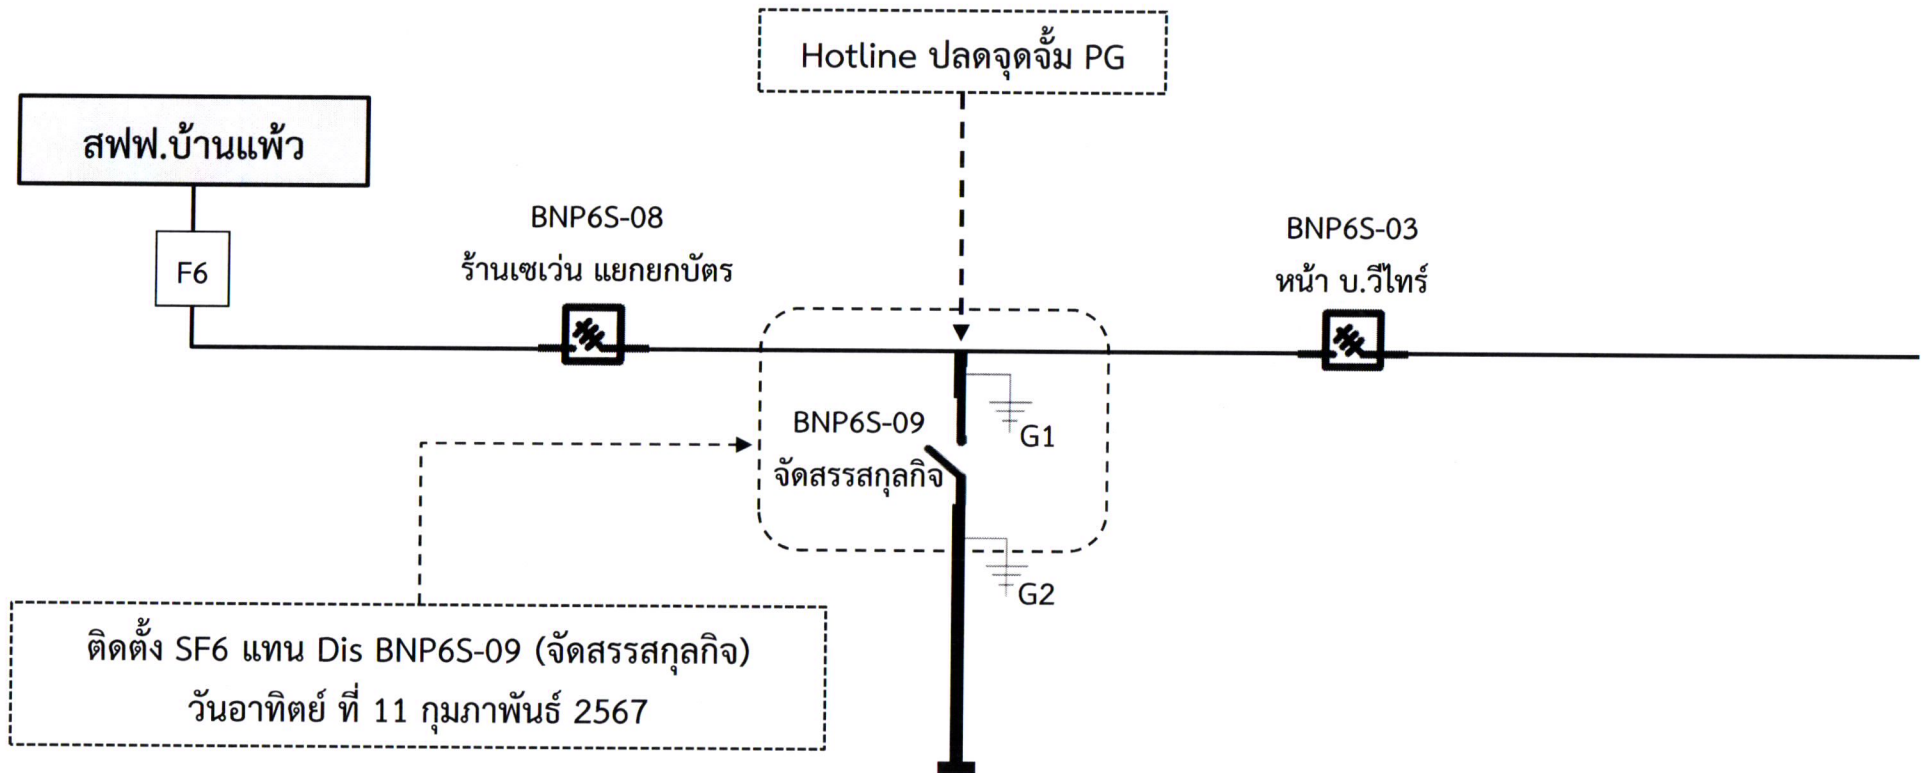 Hotline ปลดจุดจั้ม PG
สฟฟ.บ้านแพ้ว
F6
BNP6S-08
ร้านเซเว่น แยกยกบัตร
BNP6S-03
หน้า บ.วีไทร์
BNP6S-09
จัดสรรสกุลกิจ
G1
G2
ติดตั้ง SF6 แทน Dis BNP6S-09 (จัดสรรสกุลกิจ)
วันอาทิตย์ ที่ 11 กุมภาพันธ์ 2567